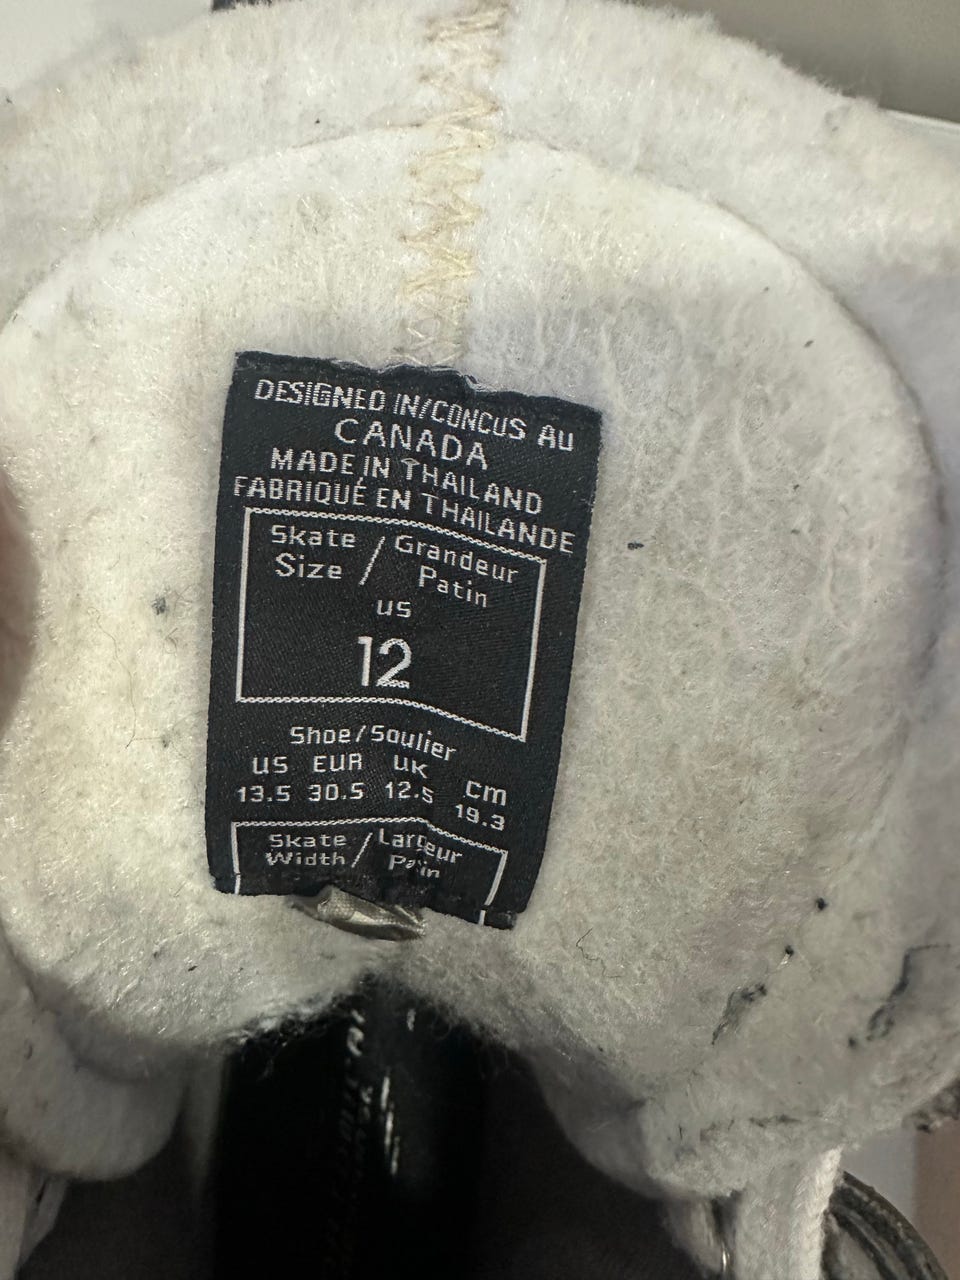 DESIGNED IN/CONCUS AU
CANADA
MADE IN THAILAND
FABRIQUÉ EN THAILANDE
Skate / Grandeur
Size Patin
US
12
Shoe/Soulier
US EUR UK cm
13.5 30.5 12.5 19.3
Skate / Largeur
Width Patin